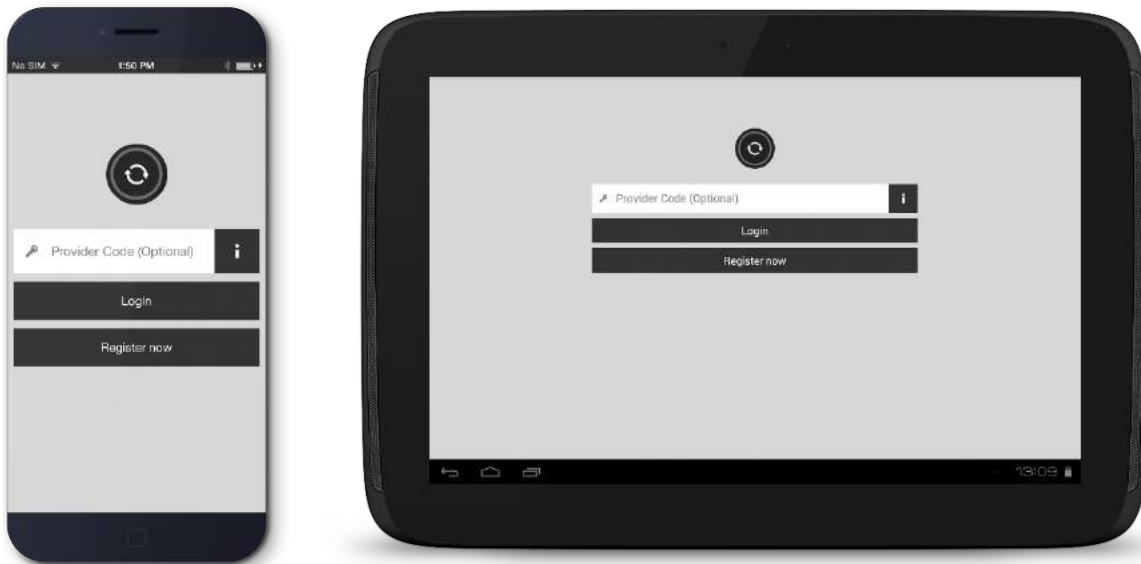 No SIM 1:50 PM
Provider Code (Optional) i
Login
Register now
Provider Code (Optional) i
Login
Register now
13:09